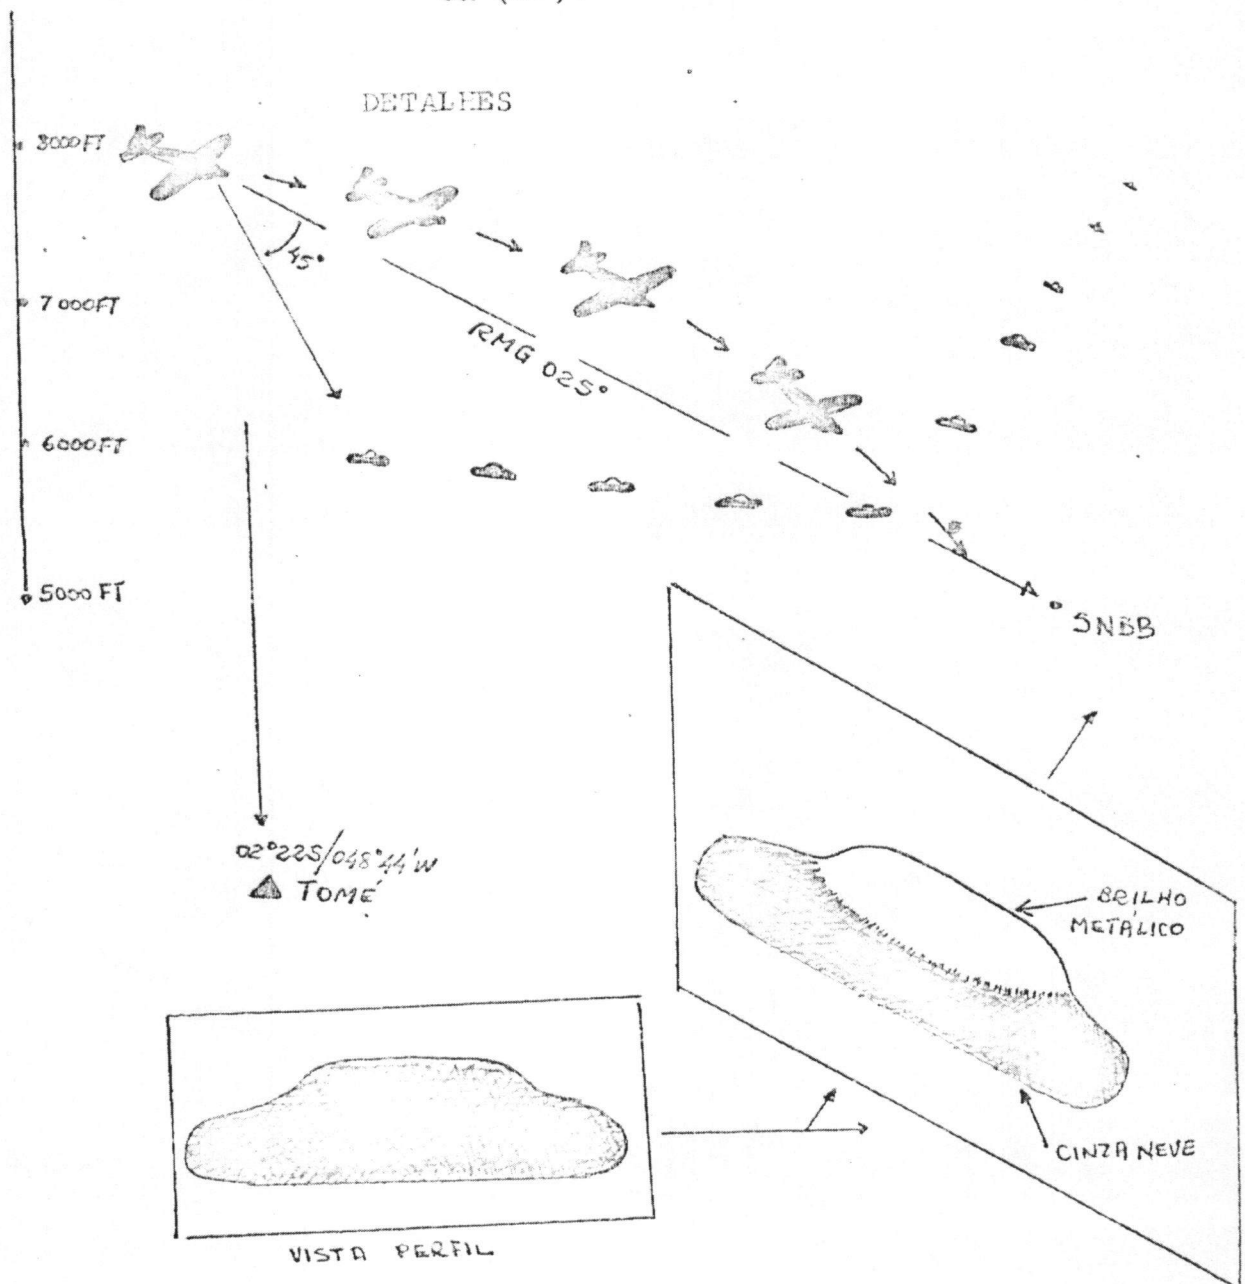 DETALHES
8000FT
45°
7000FT
RMG 025°
6000FT
5000FT
SNBB
02°22S/048°44'W
TOMÉ
BRILHO
METÁLICO
CINZA NEVE
VISTA PERFIL